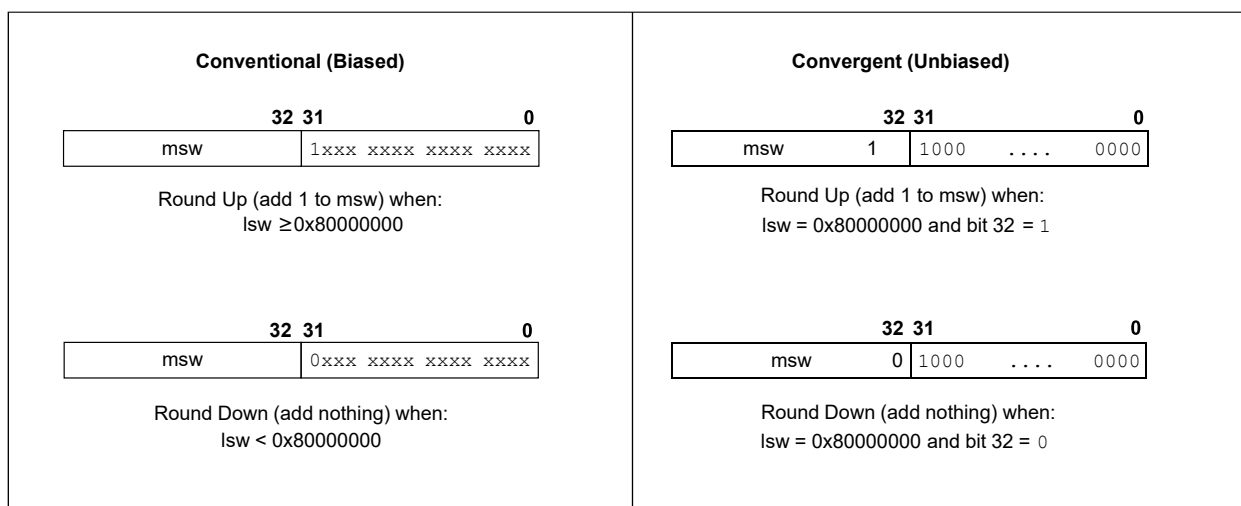 Conventional (Biased)
32 31 0
msw 1xxx xxxx xxxx xxxx
Round Up (add 1 to msw) when:
lsw ≥0x80000000
32 31 0
msw 0xxx xxxx xxxx xxxx
Round Down (add nothing) when:
lsw < 0x80000000
Convergent (Unbiased)
32 31 0
msw 1 1000 .... 0000
Round Up (add 1 to msw) when:
lsw = 0x80000000 and bit 32 = 1
32 31 0
msw 0 1000 .... 0000
Round Down (add nothing) when:
lsw = 0x80000000 and bit 32 = 0